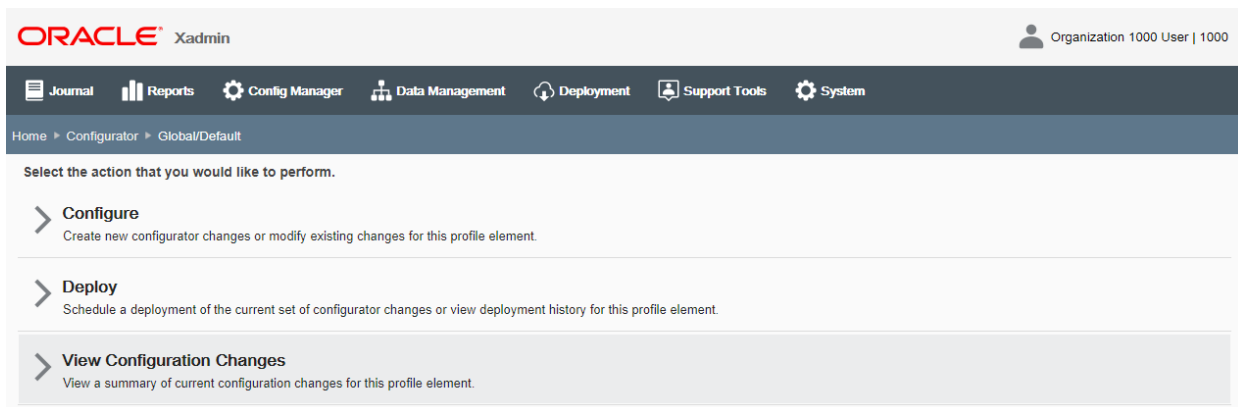 ORACLE® Xadmin
Organization 1000 User | 1000
Journal Reports Config Manager Data Management Deployment Support Tools System
Home Configurator Global/Default
Select the action that you would like to perform.
Configure
Create new configurator changes or modify existing changes for this profile element.
Deploy
Schedule a deployment of the current set of configurator changes or view deployment history for this profile element.
View Configuration Changes
View a summary of current configuration changes for this profile element.